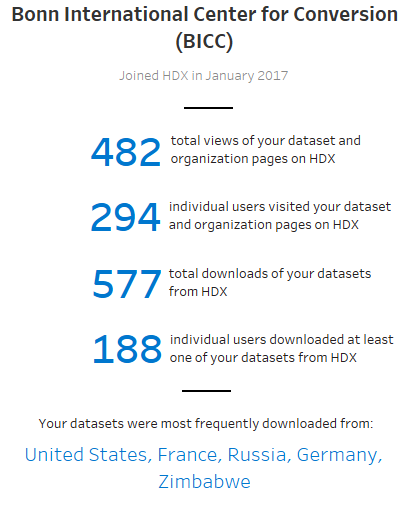 Bonn International Center for Conversion
(BICC)
Joined HDX in January 2017
482 total views of your dataset and
organization pages on HDX
294 individual users visited your dataset
and organization pages on HDX
577 total downloads of your datasets
from HDX
188 individual users downloaded at least
one of your datasets from HDX
Your datasets were most frequently downloaded from:
United States, France, Russia, Germany,
Zimbabwe